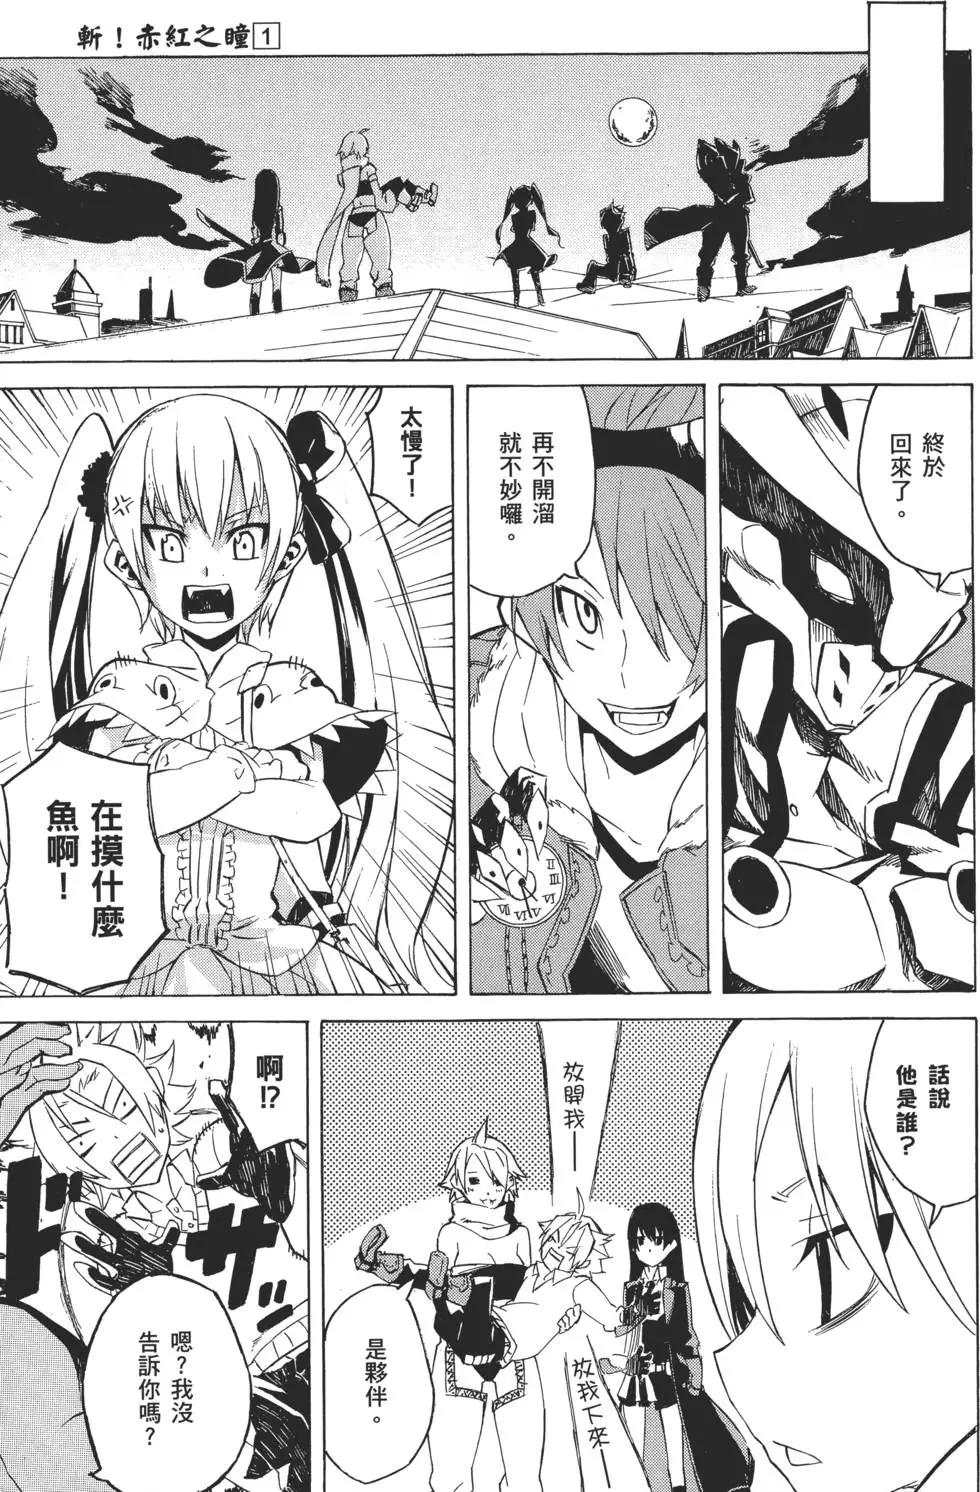 斬！赤紅之瞳1
終於
回來了。
再不開溜
就不妙囉。
太慢了！
在摸什麼
魚啊！
話說
他是誰？
放開我—
放我下來—
是夥伴。
啊!?
嗯？我沒
告訴你嗎？